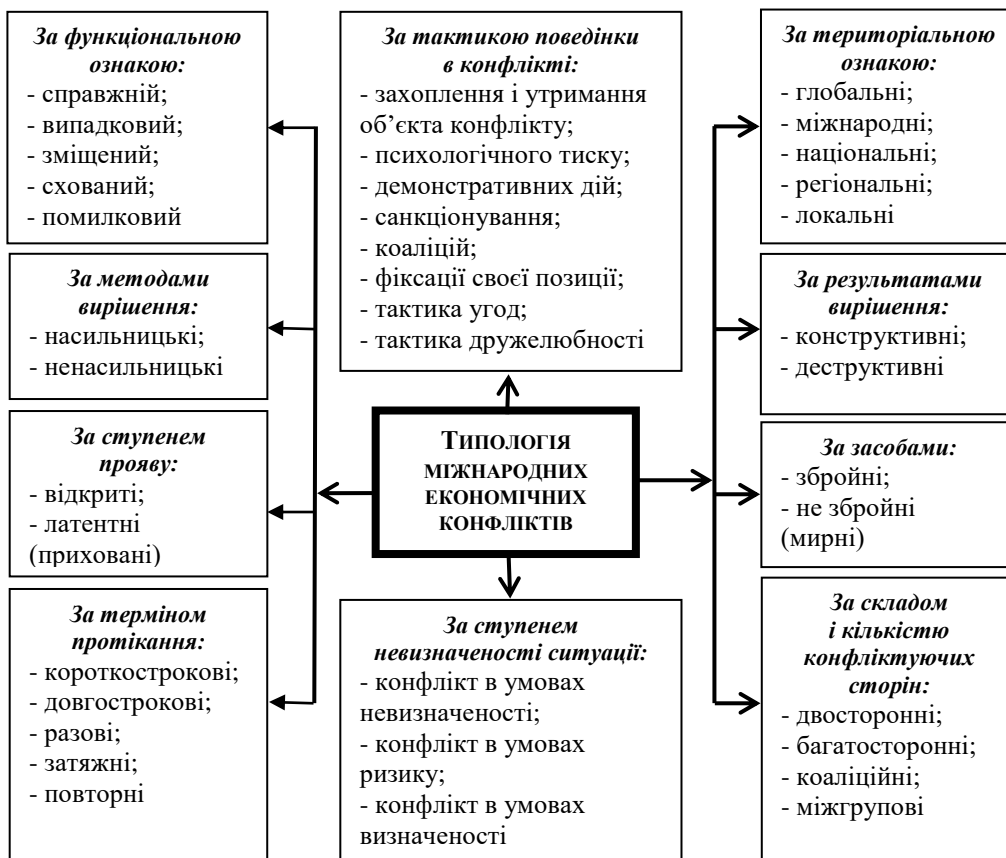 За функціональною
ознакою:
- справжній;
- випадковий;
- зміщений;
- схований;
- помилковий
За методами
вирішення:
- насильницькі;
- ненасильницькі
За ступенем
прояву:
- відкриті;
- латентні
(приховані)
За терміном
протікання:
- короткострокові;
- довгострокові;
- разові;
- затяжні;
- повторні
За тактикою поведінки
в конфлікті:
- захоплення і утримання
об’єкта конфлікту;
- психологічного тиску;
- демонстративних дій;
- санкціонування;
- коаліцій;
- фіксації своєї позиції;
- тактика угод;
- тактика дружелюбності
ТИПОЛОГІЯ
МІЖНАРОДНИХ
ЕКОНОМІЧНИХ
КОНФЛІКТІВ
За ступенем
невизначеності ситуації:
- конфлікт в умовах
невизначеності;
- конфлікт в умовах
ризику;
- конфлікт в умовах
визначеності
За територіальною
ознакою:
- глобальні;
- міжнародні;
- національні;
- регіональні;
- локальні
За результатами
вирішення:
- конструктивні;
- деструктивні
За засобами:
- збройні;
- не збройні
(мирні)
За складом
і кількістю
конфліктуючих
сторін:
- двосторонні;
- багатосторонні;
- коаліційні;
- міжгрупові